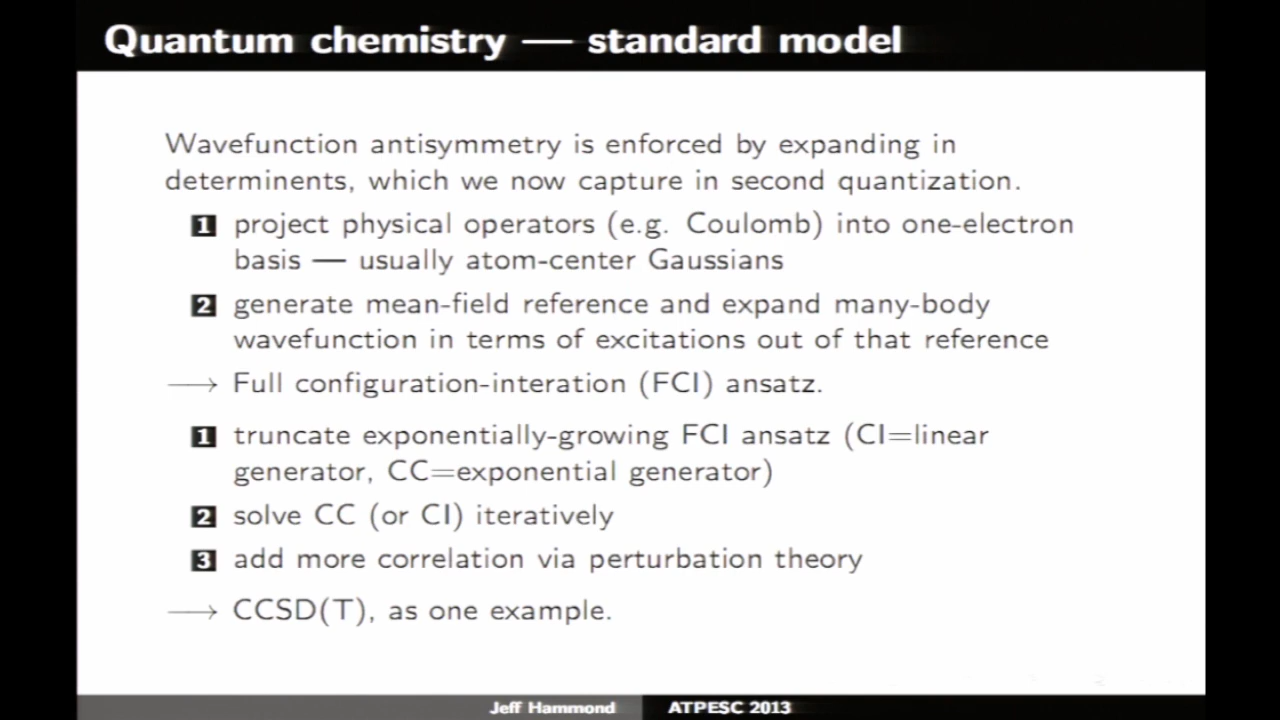 Quantum chemistry — standard model
Wavefunction antisymmetry is enforced by expanding in
determinents, which we now capture in second quantization.
1 project physical operators (e.g. Coulomb) into one-electron
basis — usually atom-center Gaussians
2 generate mean-field reference and expand many-body
wavefunction in terms of excitations out of that reference
⟶ Full configuration-interation (FCI) ansatz.
1 truncate exponentially-growing FCI ansatz (CI=linear
generator, CC=exponential generator)
2 solve CC (or CI) iteratively
3 add more correlation via perturbation theory
⟶ CCSD(T), as one example.
Jeff Hammond ATPESC 2013